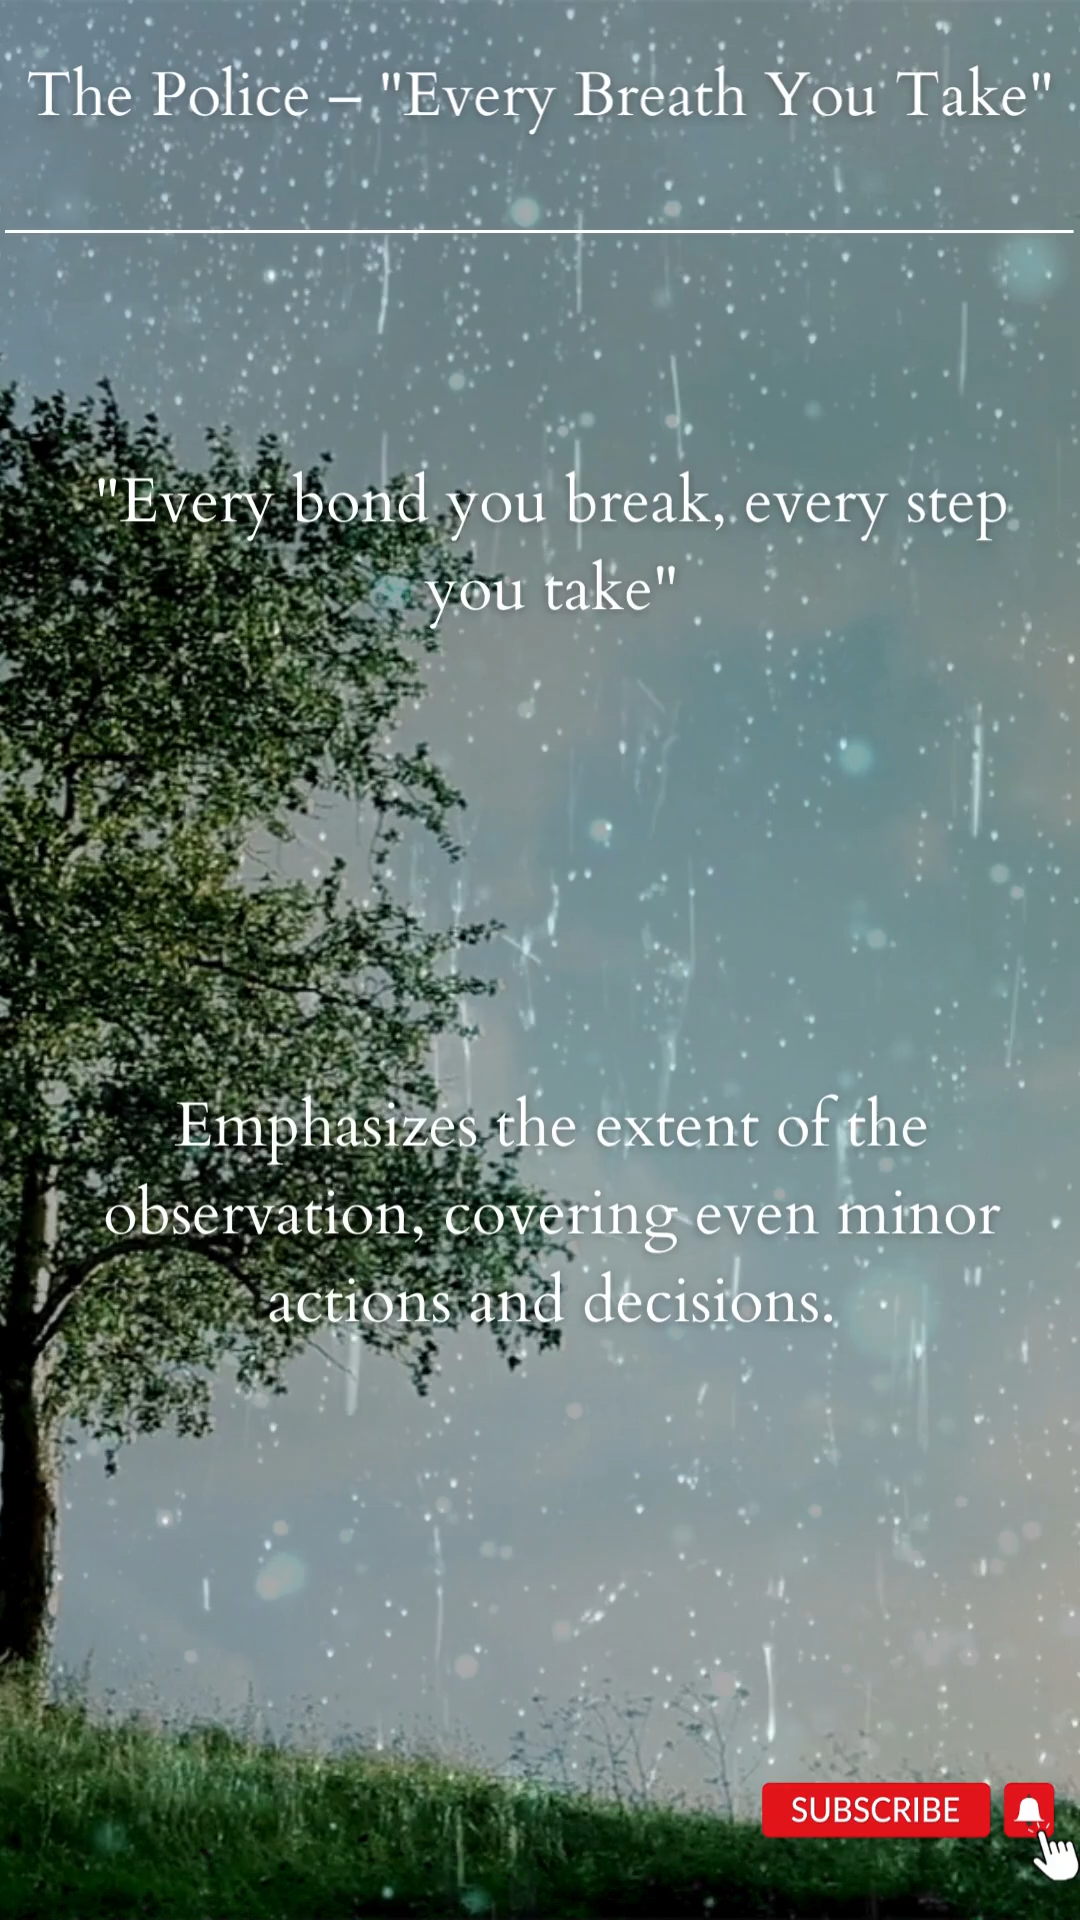 The Police – "Every Breath You Take"
"Every bond you break, every step
you take"
Emphasizes the extent of the
observation, covering even minor
actions and decisions.
SUBSCRIBE